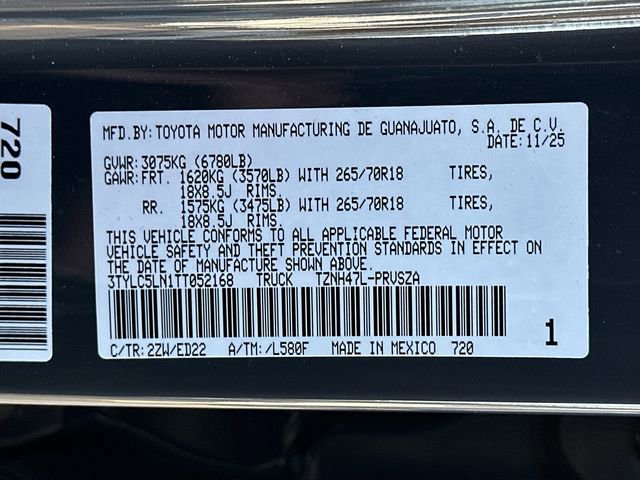 720
MFD.BY:TOYOTA MOTOR MANUFACTURING DE GUANAJUATO, S.A. DE C.V.
DATE:11/25
GVWR:3075KG (6780LB)
GAWR:FRT. 1620KG (3570LB) WITH 265/70R18 TIRES,
18X8.5J RIMS.
RR. 1575KG (3475LB) WITH 265/70R18 TIRES,
18X8.5J RIMS.
THIS VEHICLE CONFORMS TO ALL APPLICABLE FEDERAL MOTOR
VEHICLE SAFETY AND THEFT PREVENTION STANDARDS IN EFFECT ON
THE DATE OF MANUFACTURE SHOWN ABOVE.
3TYLC5LN1TT052168 TRUCK TZNH47L-PRVSZA
1
C/TR:2ZW/ED22 A/TM:/L580F MADE IN MEXICO 720